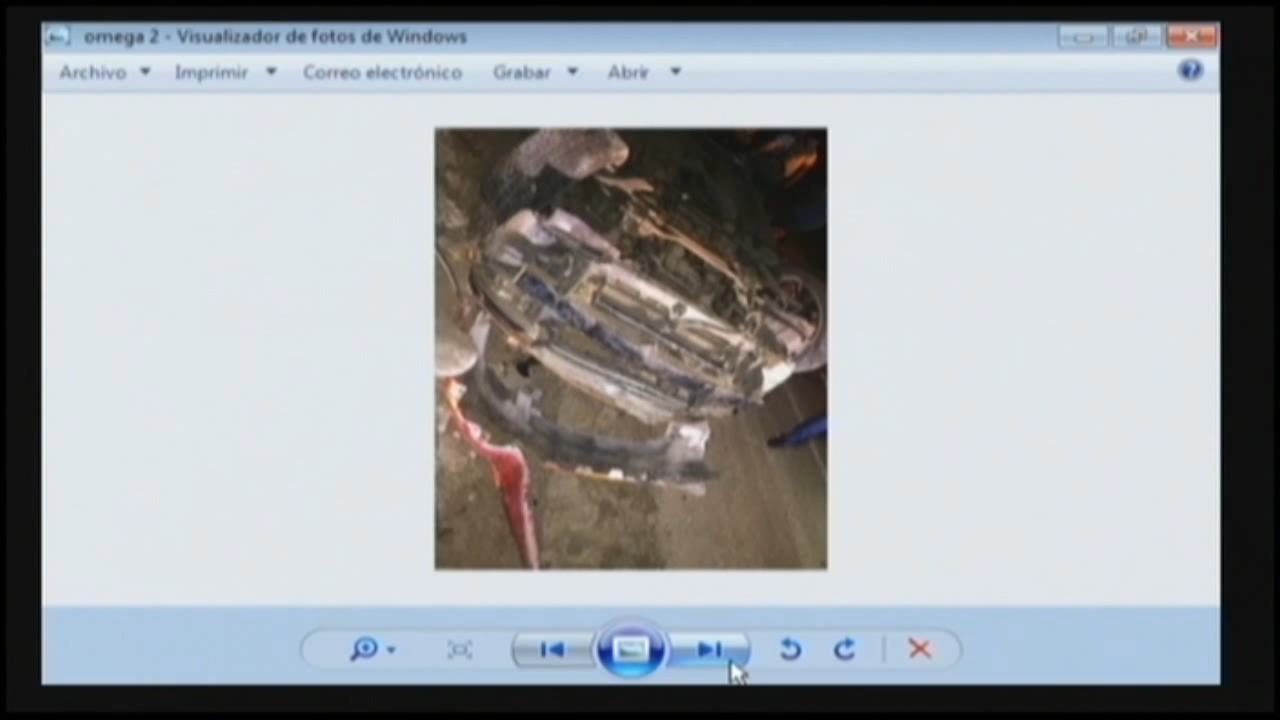 omega 2 - Visualizador de fotos de Windows
Archivo Imprimir Correo electrónico Grabar Abrir